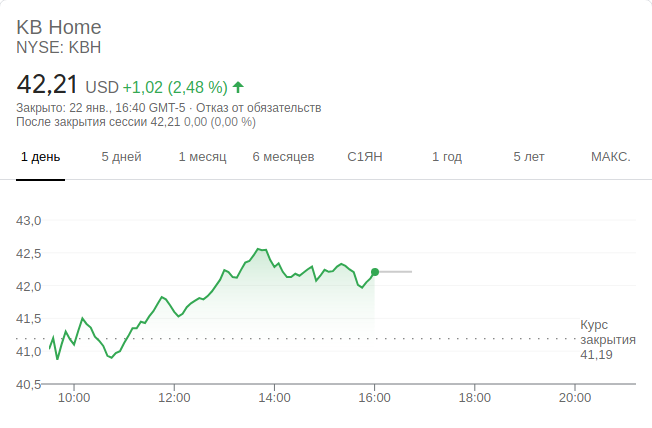 KB Home
NYSE: KBH
42,21 USD +1,02 (2,48 %)
Закрыто: 22 янв., 16:40 GMT-5 · Отказ от обязательств
После закрытия сессии 42,21 0,00 (0,00 %)
1 день 5 дней 1 месяц 6 месяцев С1ЯН 1 год 5 лет МАКС.
43,0
42,5
42,0
41,5
41,0
40,5
Курс
закрытия
41,19
10:00 12:00 14:00 16:00 18:00 20:00